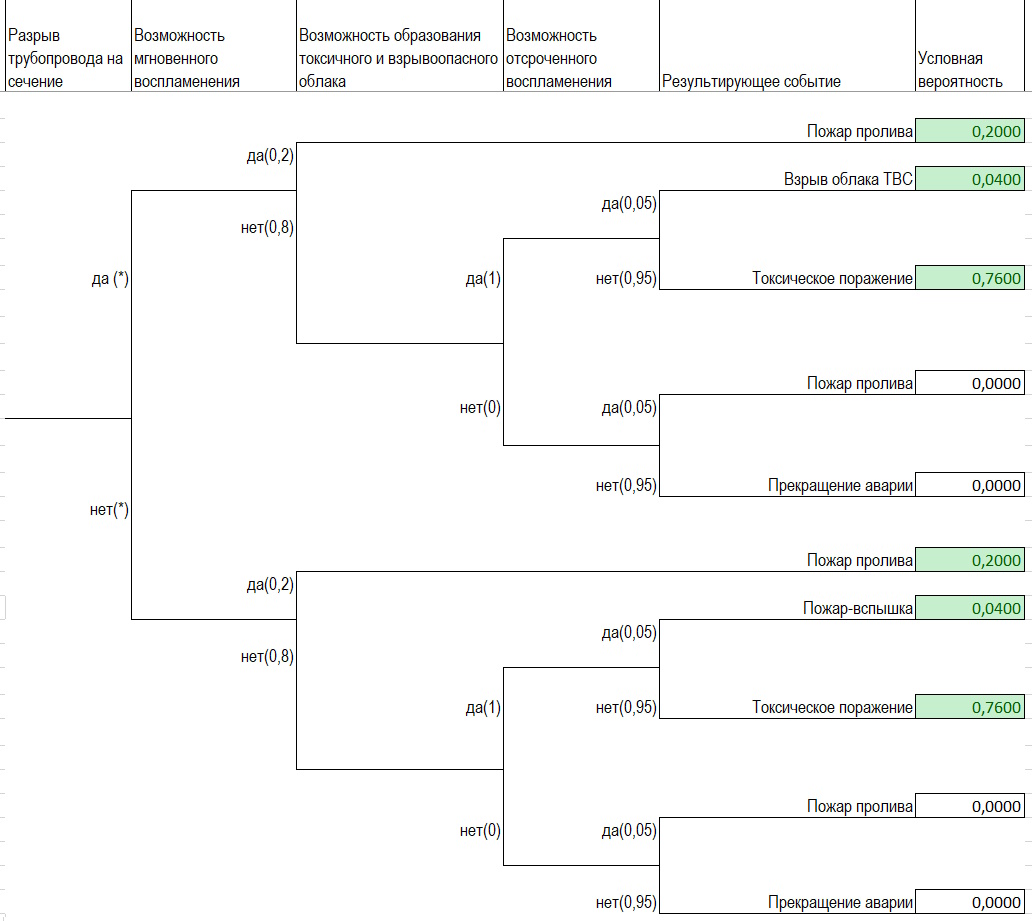 Разрыв
трубопровода на
сечение
Возможность
мгновенного
воспламенения
Возможность образования
токсичного и взрывоопасного
облака
Возможность
отсроченного
воспламенения
Результирующее событие
Условная
вероятность
Пожар пролива 0,2000
да(0,2)
Взрыв облака ТВС 0,0400
да(0,05)
нет(0,8)
да (*)
да(1)
нет(0,95)
Токсическое поражение 0,7600
Пожар пролива 0,0000
нет(0)
да(0,05)
нет(0,95)
Прекращение аварии 0,0000
нет(*)
Пожар пролива 0,2000
да(0,2)
Пожар-вспышка 0,0400
да(0,05)
нет(0,8)
да(1)
нет(0,95)
Токсическое поражение 0,7600
Пожар пролива 0,0000
нет(0)
да(0,05)
нет(0,95)
Прекращение аварии 0,0000